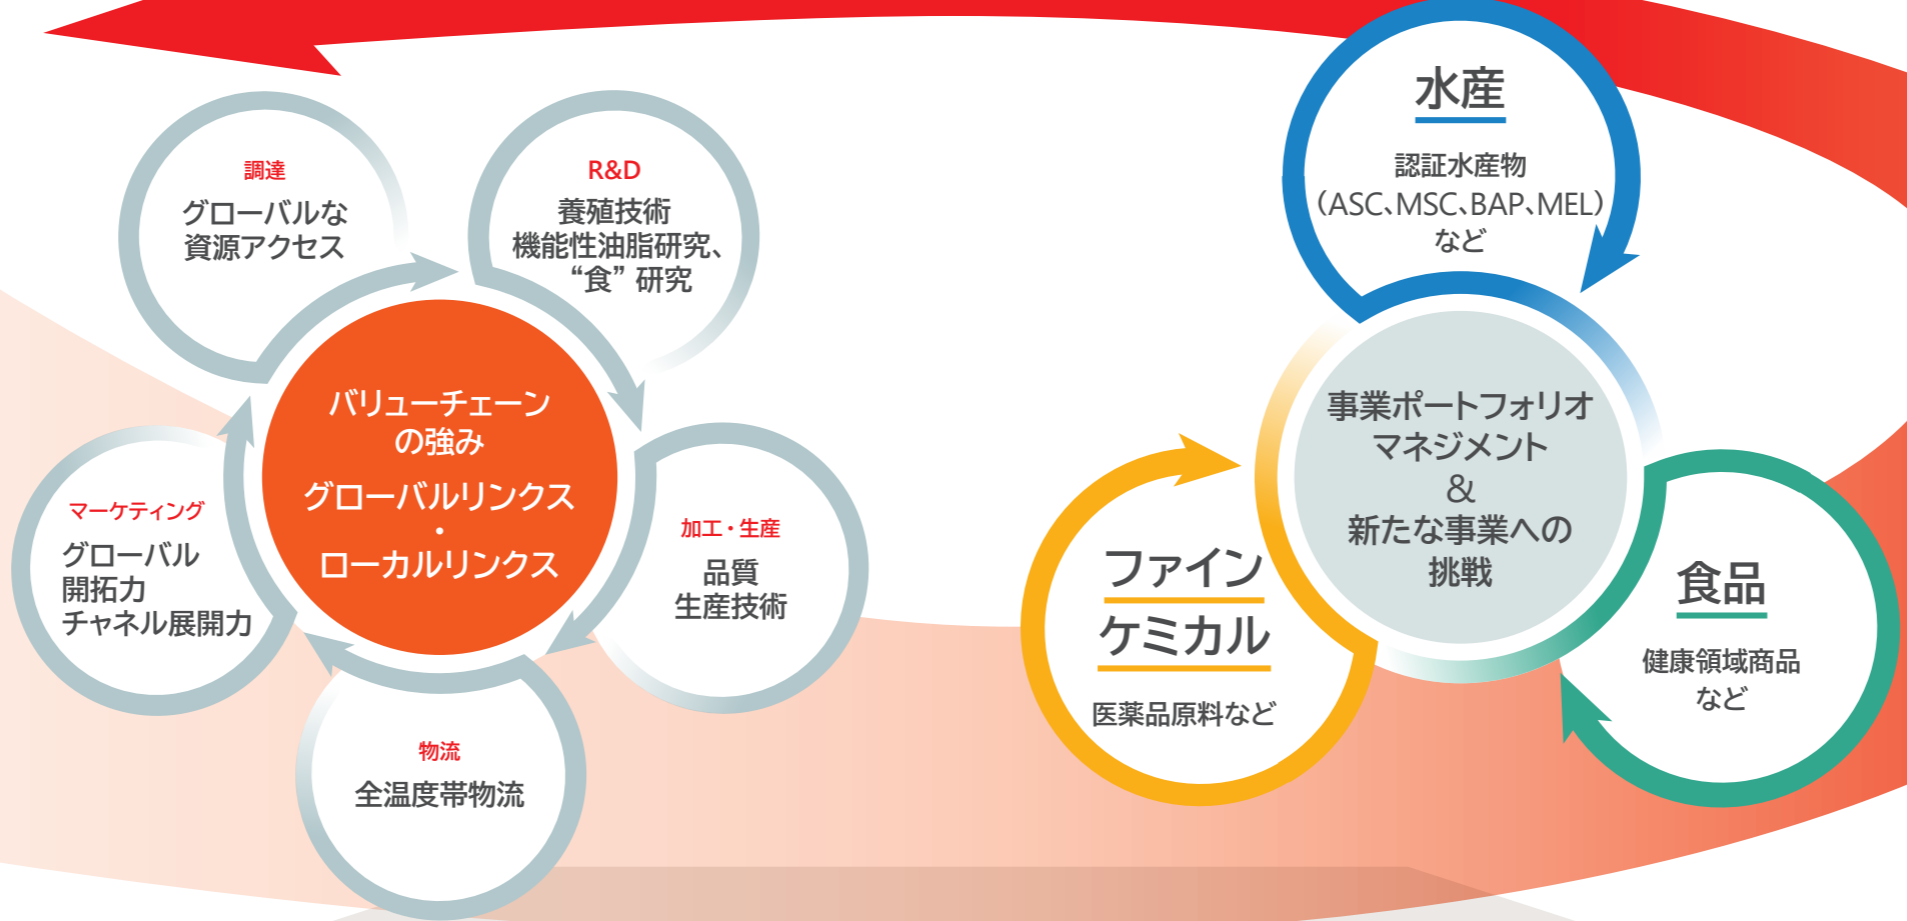 調達
グローバルな
資源アクセス
R&D
養殖技術
機能性油脂研究、
“食” 研究
バリューチェーン
の強み
グローバルリンクス
・
ローカルリンクス
マーケティング
グローバル
開拓力
チャネル展開力
加工・生産
品質
生産技術
物流
全温度帯物流
水産
認証水産物
（ASC、MSC、BAP、MEL）
など
事業ポートフォリオ
マネジメント
&
新たな事業への
挑戦
ファイン
ケミカル
医薬品原料など
食品
健康領域商品
など